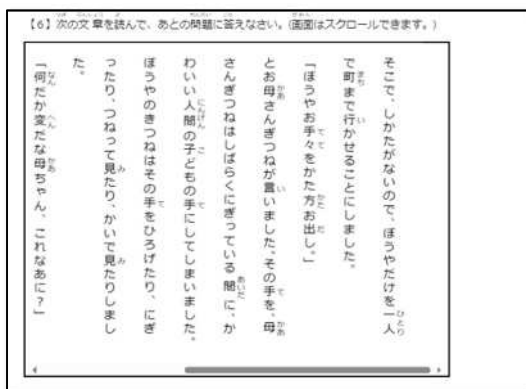 【6】次の文章を読んで、あとの問題に答えなさい。(画面はスクロールできます。)
そこで、しかたがないので、ぼうやだけを一人
で町まで行かせることにしました。
「ぼうやお手々をかた方お出し。」
とお母さんぎつねが言いました。その手を、母
さんぎつねはしばらくにぎっている間に、か
わいい人間の子どもの手にしてしまいました。
ぼうやのきつねはその手をひろげたり、にぎ
ったり、つねって見たり、かいで見たりしまし
た。
「何だか変だな母ちゃん、これなあに?」